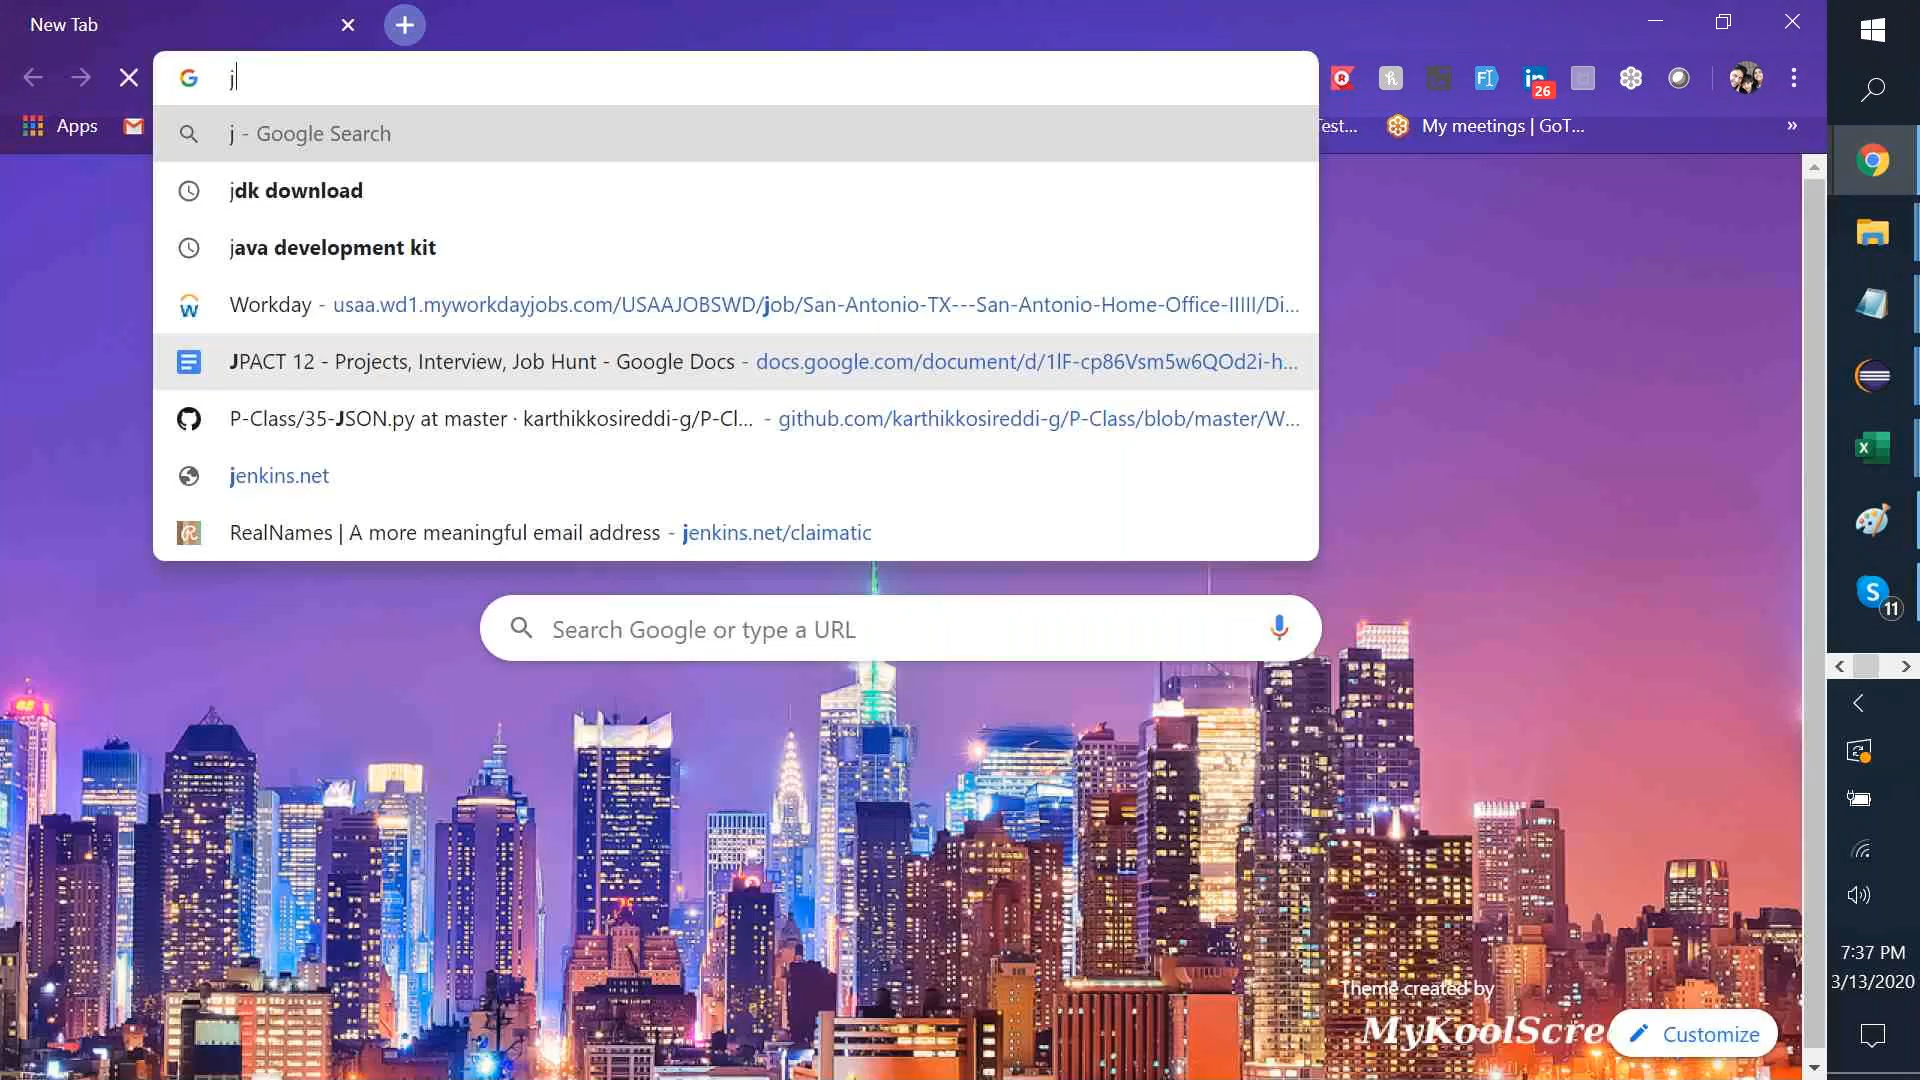 New Tab
j
26
Apps
Test...
My meetings | GoT...
»
j - Google Search
jdk download
java development kit
Workday - usaa.wd1.myworkdayjobs.com/USAAJOBSWD/job/San-Antonio-TX---San-Antonio-Home-Office-IIIII/Di...
JPACT 12 - Projects, Interview, Job Hunt - Google Docs - docs.google.com/document/d/1lF-cp86Vsm5w6QOd2i-h...
P-Class/35-JSON.py at master · karthikkosireddi-g/P-Cl... - github.com/karthikkosireddi-g/P-Class/blob/master/W...
jenkins.net
RealNames | A more meaningful email address - jenkins.net/claimatic
11
Search Google or type a URL
7:37 PM
3/13/2020
Theme created by
MyKoolScre
Customize